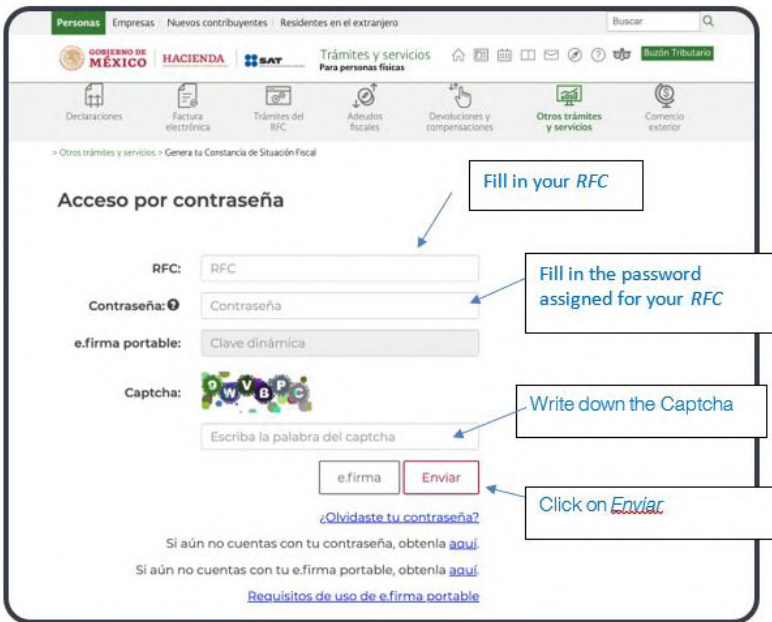 Personas Empresas Nuevos contribuyentes Residentes en el extranjero Buscar
GOBIERNO DE
MÉXICO
HACIENDA
SAT
Trámites y servicios
Para personas físicas
Buzón Tributario
Declaraciones
Factura
electrónica
Trámites del
RFC
Adeudos
fiscales
Devoluciones y
compensaciones
Otros trámites
y servicios
Comercio
exterior
> Otros trámites y servicios > Genera tu Constancia de Situación Fiscal
Fill in your RFC
Acceso por contraseña
RFC: RFC
Fill in the password
assigned for your RFC
Contraseña: Contraseña
e.firma portable: Clave dinámica
Captcha: 9WVBPC
Write down the Captcha
Escriba la palabra del captcha
e.firma Enviar
Click on Enviar
¿Olvidaste tu contraseña?
Si aún no cuentas con tu contraseña, obtenla aquí.
Si aún no cuentas con tu e.firma portable, obtenla aquí.
Requisitos de uso de e.firma portable